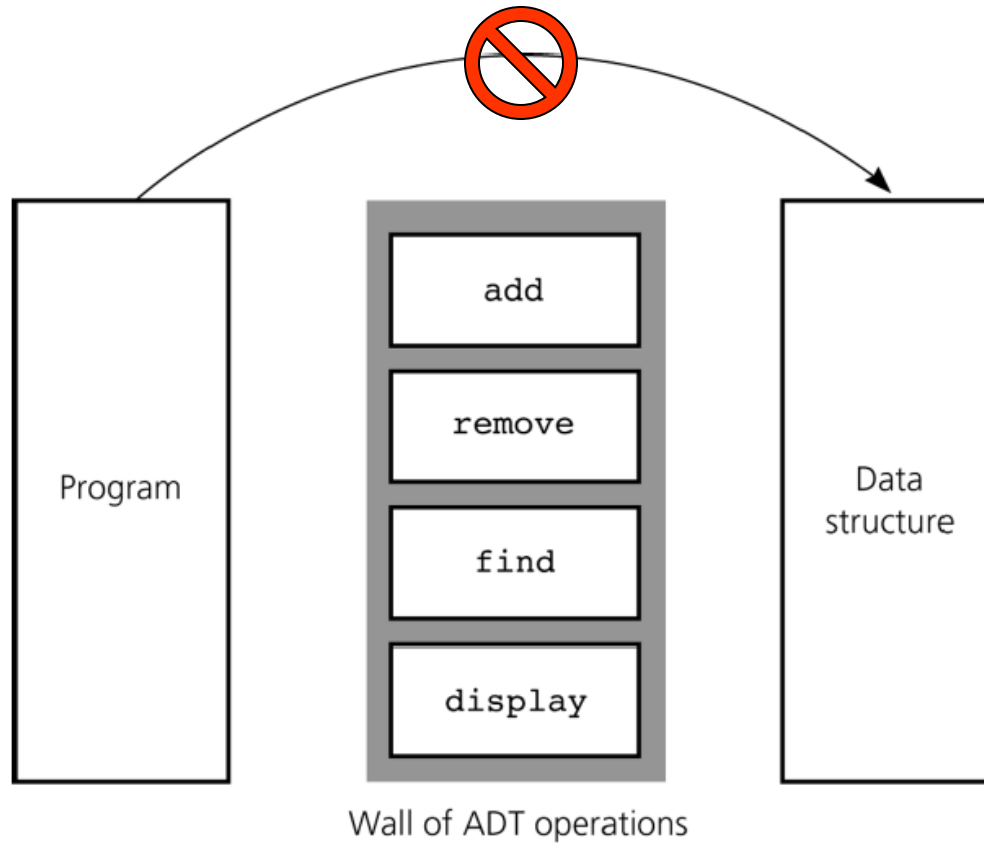 add
remove
Program
Data
structure
find
display
Wall of ADT operations